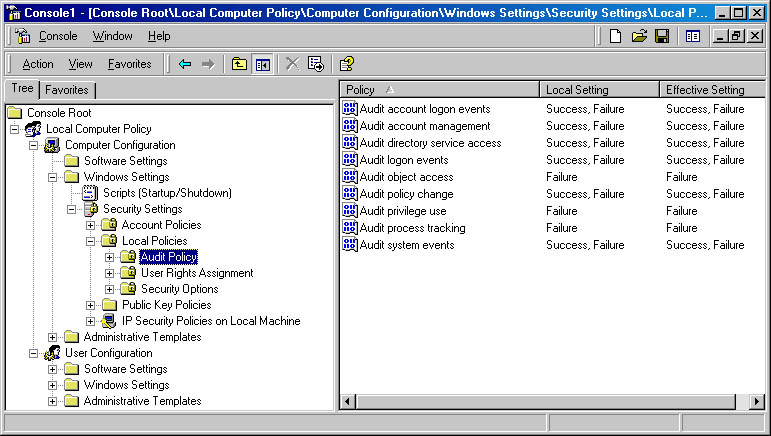 Console1 - [Console Root\Local Computer Policy\Computer Configuration\Windows Settings\Security Settings\Local P...
Console Window Help
Action View Favorites
Tree Favorites
Console Root
Local Computer Policy
Computer Configuration
Software Settings
Windows Settings
Scripts (Startup/Shutdown)
Security Settings
Account Policies
Local Policies
Audit Policy
User Rights Assignment
Security Options
Public Key Policies
IP Security Policies on Local Machine
Administrative Templates
User Configuration
Software Settings
Windows Settings
Administrative Templates
Policy Local Setting Effective Setting
Audit account logon events Success, Failure Success, Failure
Audit account management Success, Failure Success, Failure
Audit directory service access Success, Failure Success, Failure
Audit logon events Success, Failure Success, Failure
Audit object access Failure Failure
Audit policy change Success, Failure Success, Failure
Audit privilege use Failure Failure
Audit process tracking Failure Failure
Audit system events Success, Failure Success, Failure